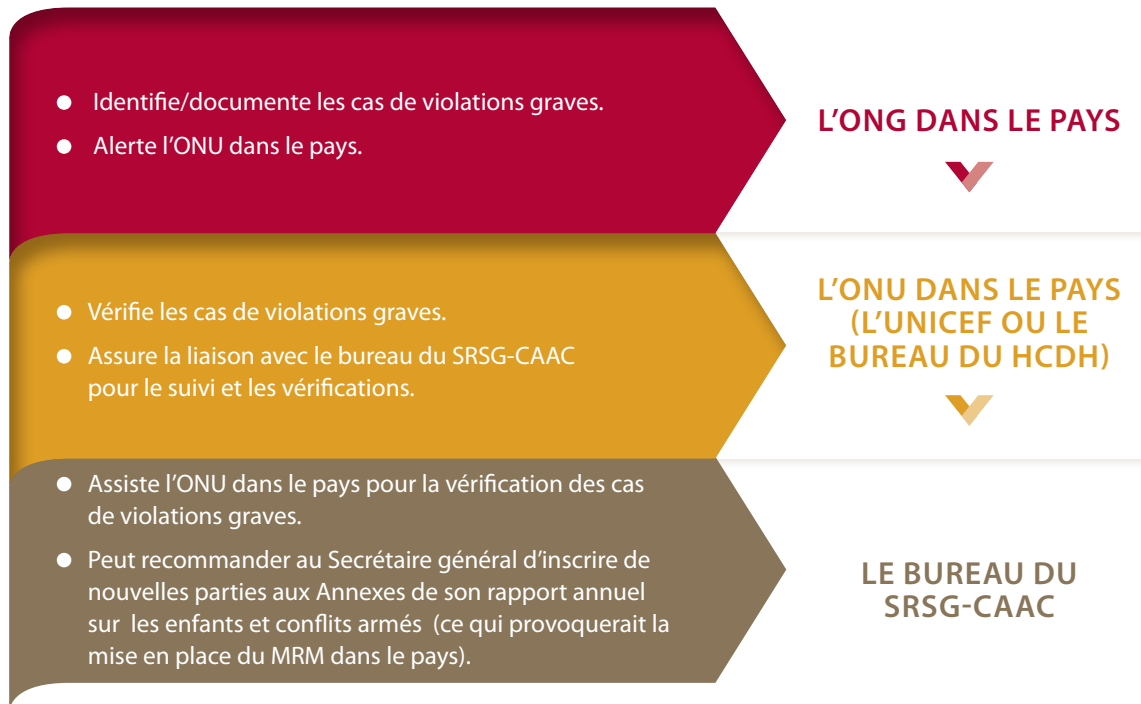 ● Identifie/documente les cas de violations graves.
● Alerte l’ONU dans le pays.
L’ONG DANS LE PAYS
● Vérifie les cas de violations graves.
● Assure la liaison avec le bureau du SRSG-CAAC
pour le suivi et les vérifications.
L’ONU DANS LE PAYS
(L’UNICEF OU LE
BUREAU DU HCDH)
● Assiste l’ONU dans le pays pour la vérification des cas
de violations graves.
● Peut recommander au Secrétaire général d’inscrire de
nouvelles parties aux Annexes de son rapport annuel
sur les enfants et conflits armés (ce qui provoquerait la
mise en place du MRM dans le pays).
LE BUREAU DU
SRSG-CAAC